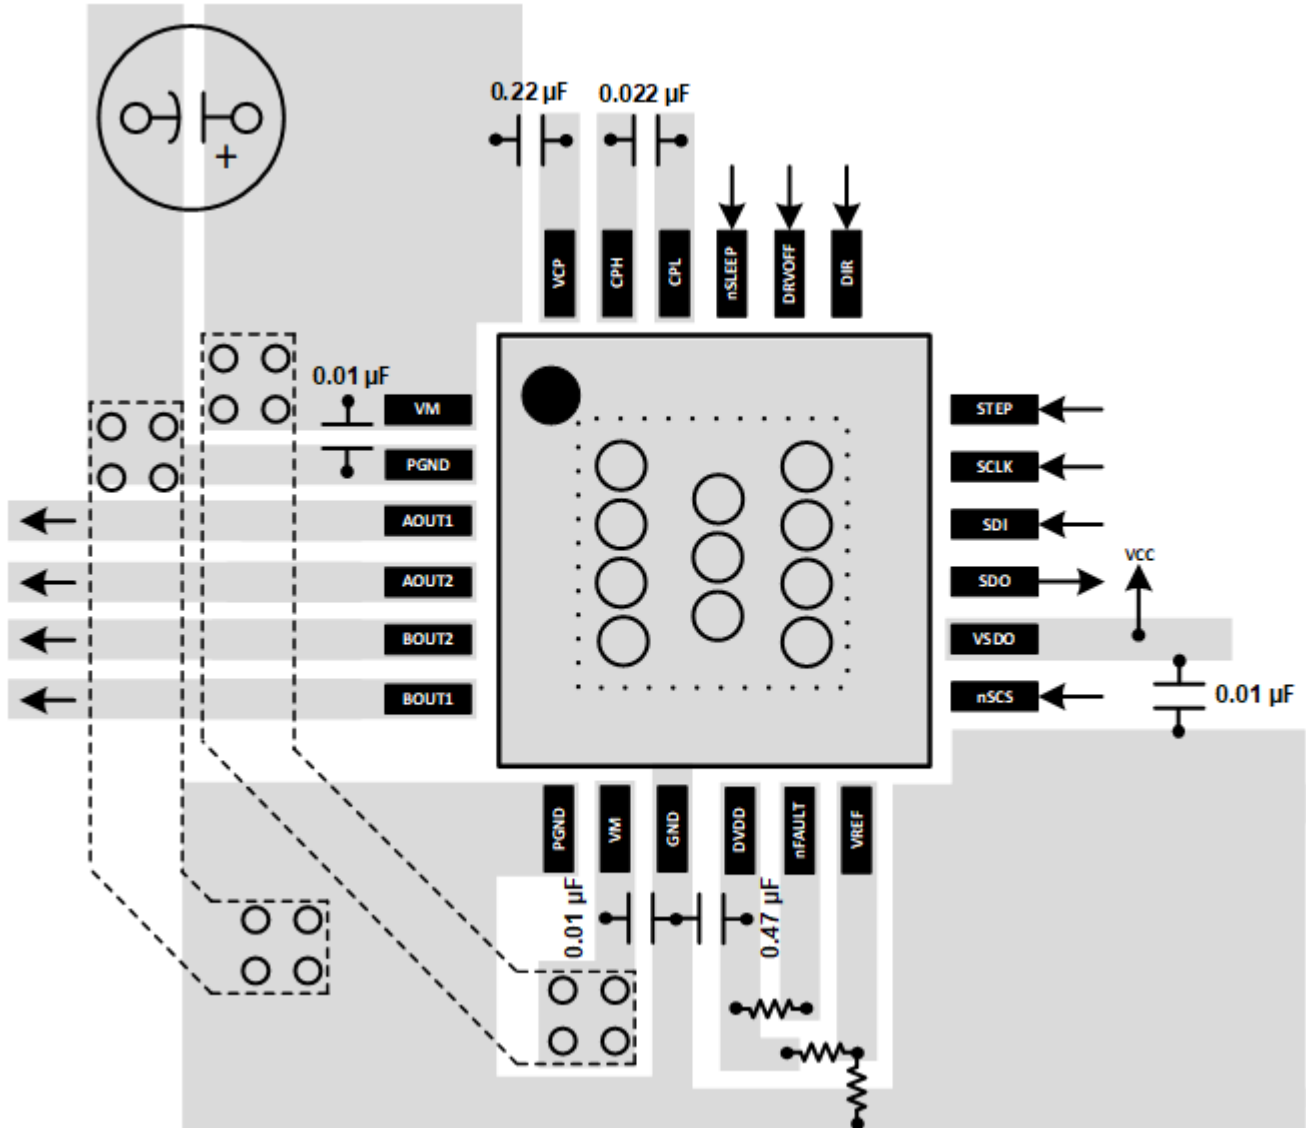 +
0.22 µF
0.022 µF
VCP
CPH
CPL
nSLEEP
DRVOFF
DIR
0.01 µF
VM
PGND
AOUT1
AOUT2
BOUT2
BOUT1
STEP
SCLK
SDI
SDO
VSDO
nSCS
VCC
0.01 µF
PGND
VM
GND
DVDD
nFAULT
VREF
0.01 µF
0.47 µF